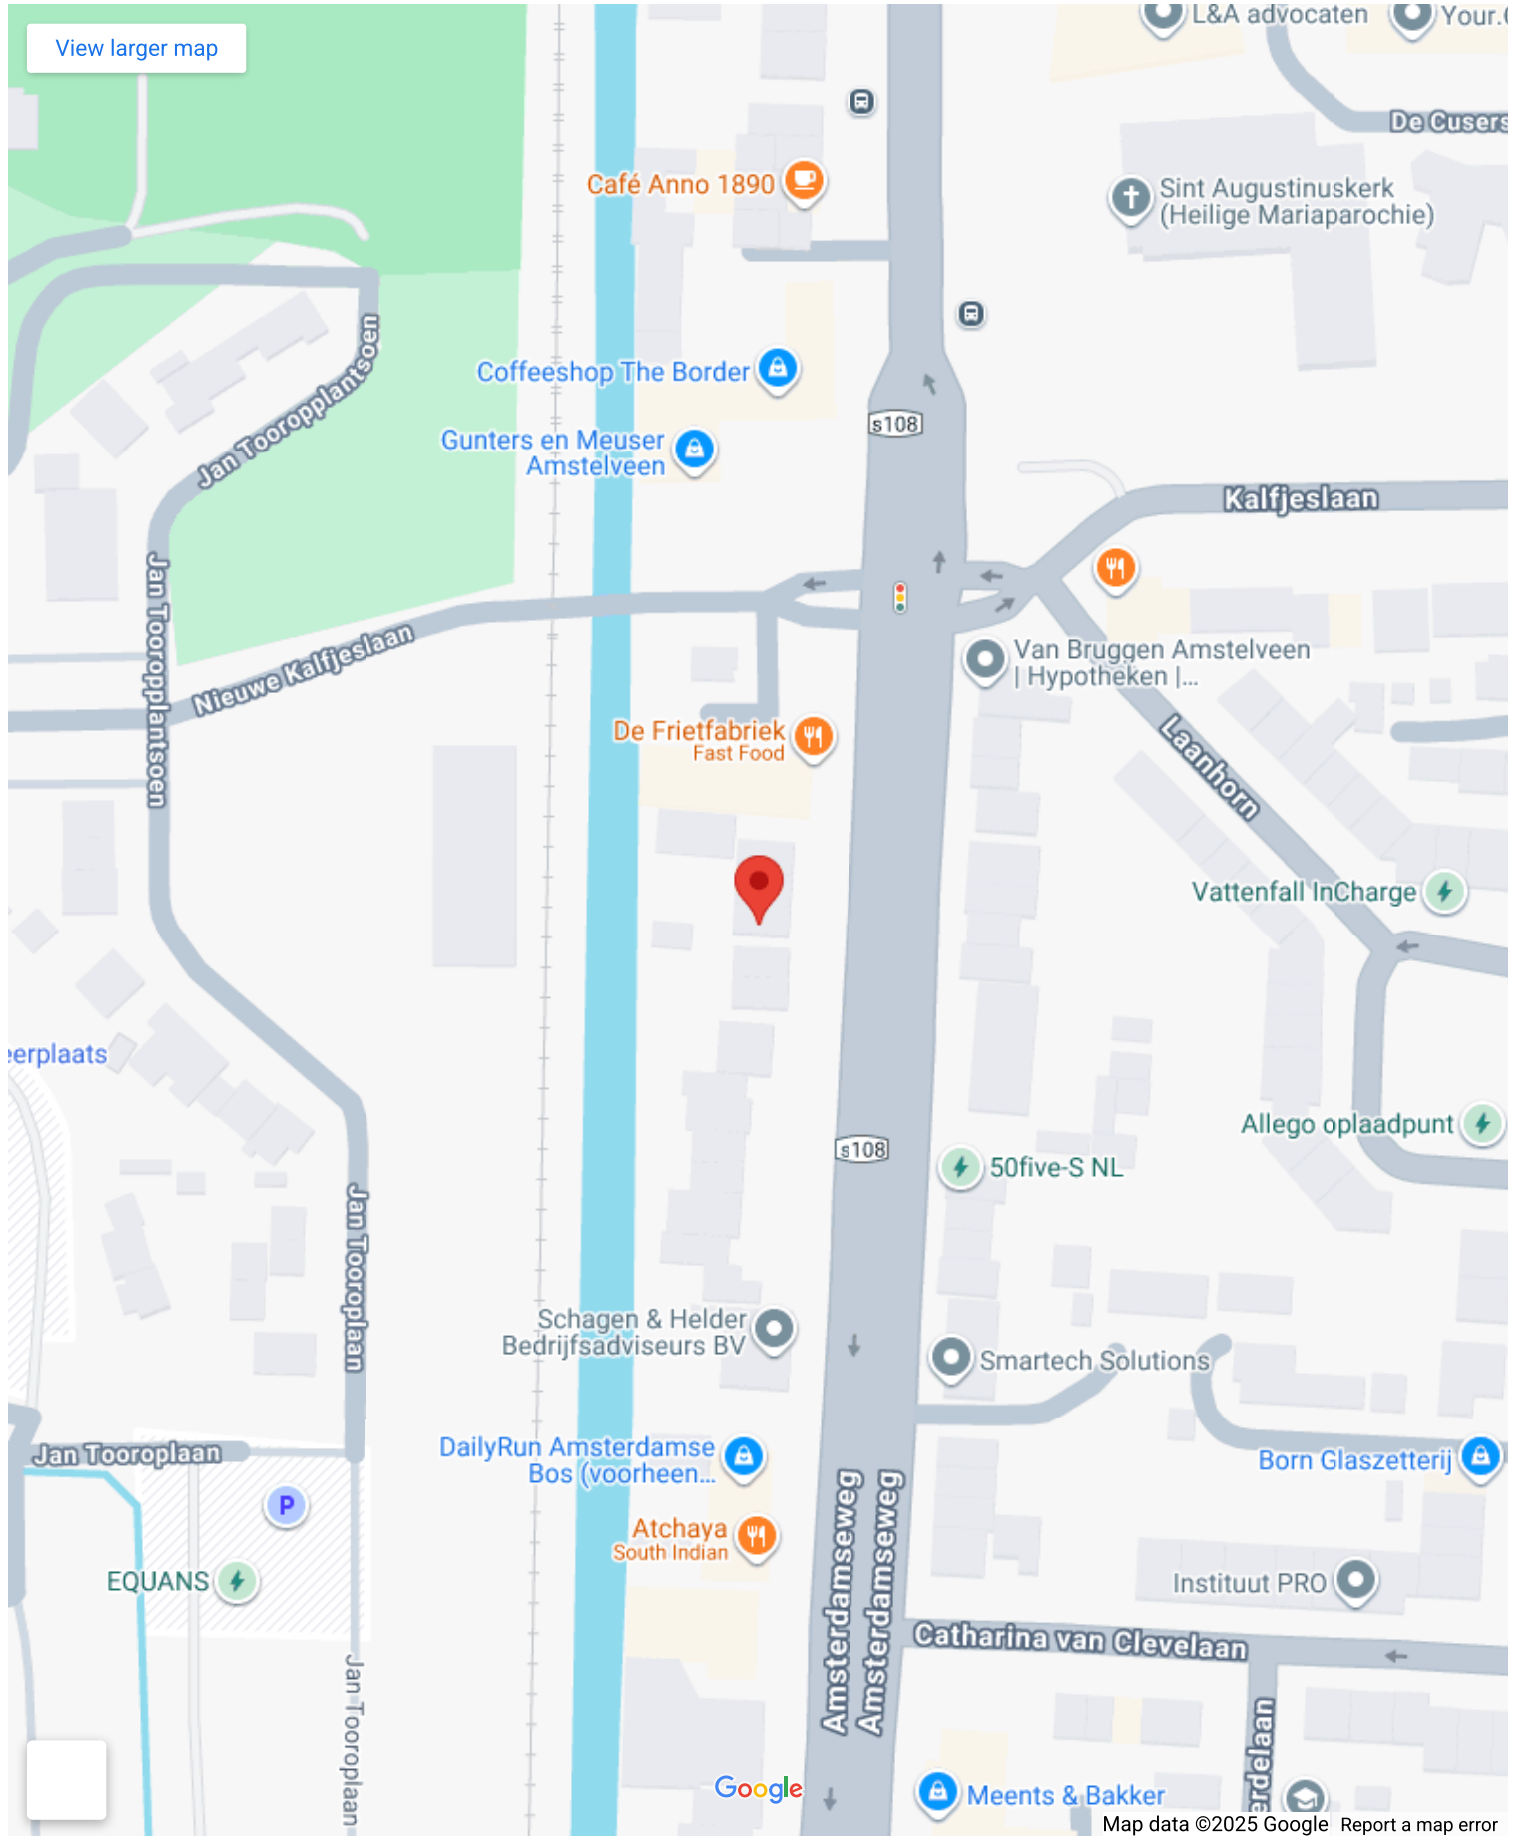 View larger map
L&A advocaten
Your.
De Cusers
Café Anno 1890
Sint Augustinuskerk
(Heilige Mariaparochie)
Jan Tooropplantsoen
Coffeeshop The Border
s108
Gunters en Meuser
Amstelveen
Kalfjeslaan
Jan Tooropplantsoen
Nieuwe Kalfjeslaan
Van Bruggen Amstelveen
| Hypotheken |...
De Frietfabriek
Fast Food
Laanhorn
Vattenfall InCharge
eerplaats
Allego oplaadpunt
s108
50five-S NL
Jan Tooroplaan
Schagen & Helder
Bedrijfsadviseurs BV
Smartech Solutions
Jan Tooroplaan
DailyRun Amsterdamse
Bos (voorheen...
Born Glaszetterij
P
Atchaya
South Indian
Amsterdamseweg
Amsterdamseweg
EQUANS
Instituut PRO
Catharina van Clevelaan
Jan Tooroplaan
erdelaan
Google
Meents & Bakker
Map data ©2025 Google
Report a map error